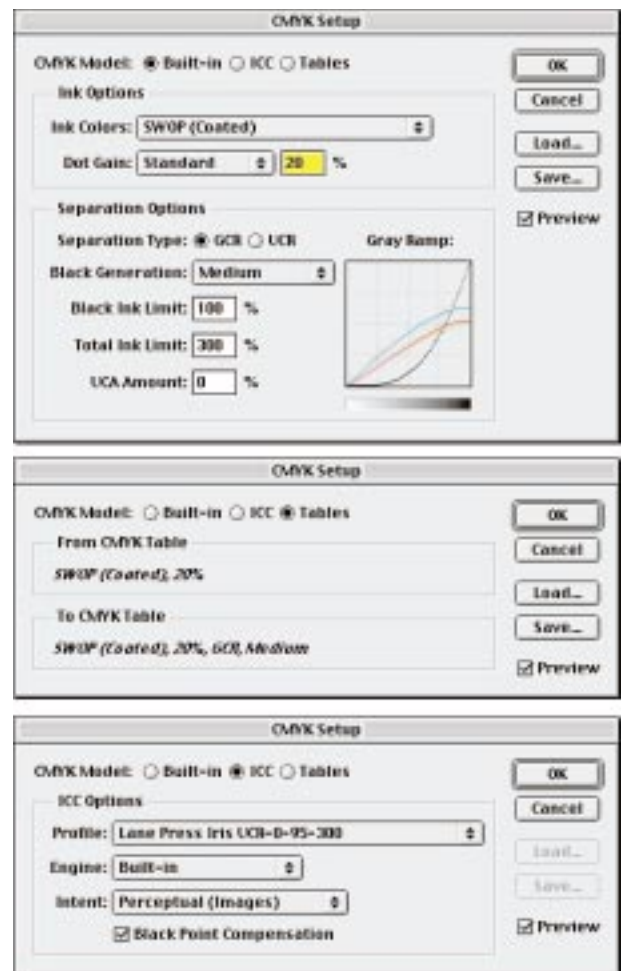 CMYK Setup
CMYK Model: Built-in ICC Tables
OK
Ink Options
Cancel
Ink Colors: SWOP (Coated)
Load...
Dot Gain: Standard 20 %
Save...
Separation Options
Preview
Separation Type: GCR UCR
Gray Ramp:
Black Generation: Medium
Black Ink Limit: 100 %
Total Ink Limit: 300 %
UCA Amount: 0 %
CMYK Setup
CMYK Model: Built-in ICC Tables
OK
From CMYK Table
Cancel
SWOP (Coated), 20%
Load...
To CMYK Table
Save...
SWOP (Coated), 20%, GCR, Medium
Preview
CMYK Setup
CMYK Model: Built-in ICC Tables
OK
ICC Options
Cancel
Profile: Lane Press Iris UCR-D-95-300
Load...
Engine: Built-in
Save...
Intent: Perceptual (Images)
Preview
Black Point Compensation